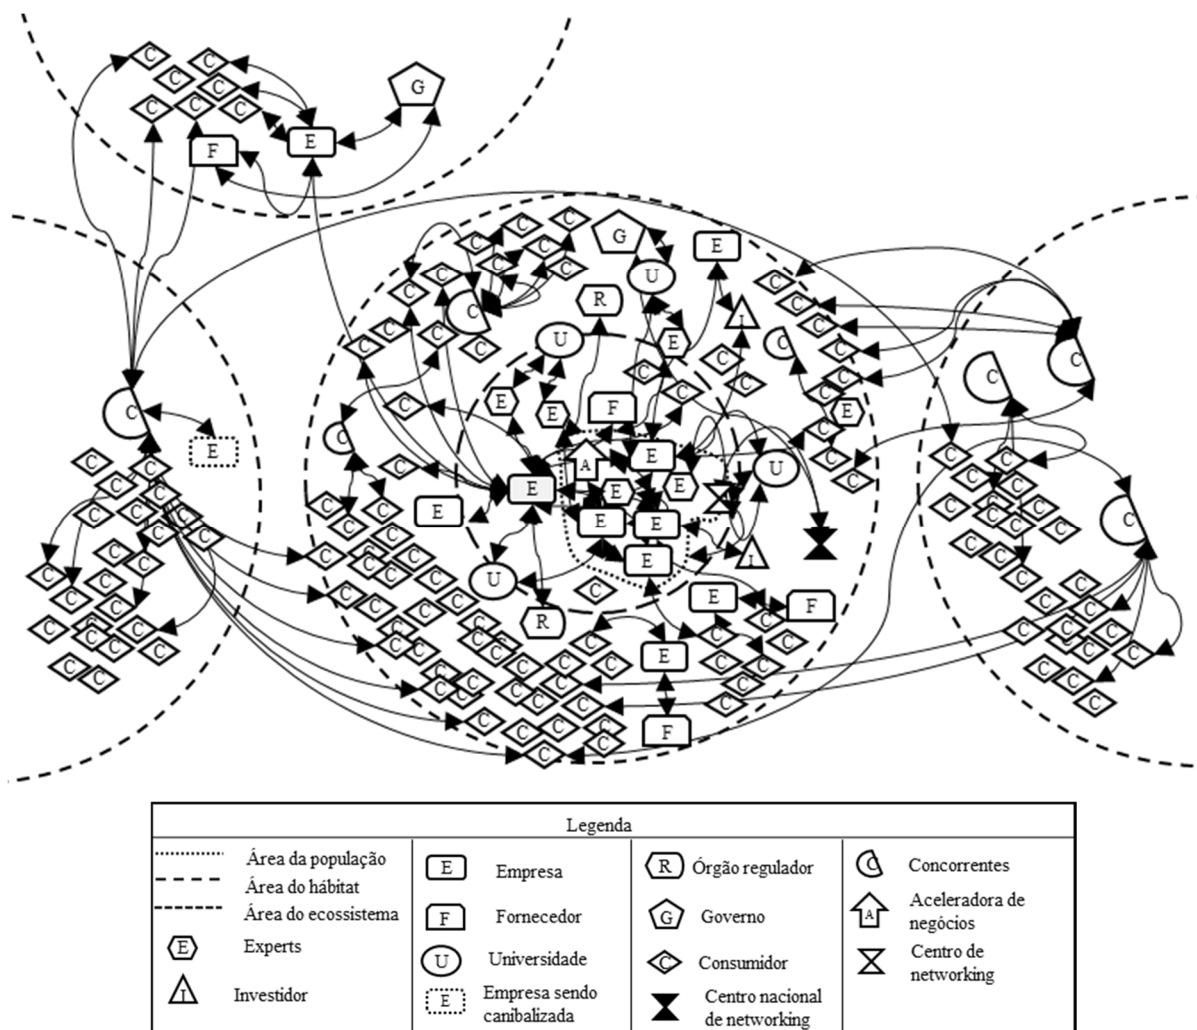 C
C
C
C
G
C
C
C
E
F
C
C
C
G
E
C
C
C
U
C
C
C
R
I
C
C
C
C
C
C
U
E
C
C
C
C
C
C
C
C
C
C
C
C
E
C
E
F
E
C
C
C
E
C
E
C
C
A
U
C
C
C
C
E
E
E
C
C
C
C
C
C
C
E
E
E
C
C
C
C
C
C
C
C
C
C
E
I
C
C
C
C
C
C
U
C
C
C
C
C
C
C
E
F
C
C
R
C
C
C
C
C
C
E
C
C
C
C
F
C
C
Legenda
Área da população
Área do hábitat
Área do ecossistema
E Experts
I Investidor
E Empresa
F Fornecedor
U Universidade
E Empresa sendo
canibalizada
R Órgão regulador
G Governo
C Consumidor
Centro nacional
de networking
C Concorrentes
A Aceleradora de
negócios
Centro de
networking